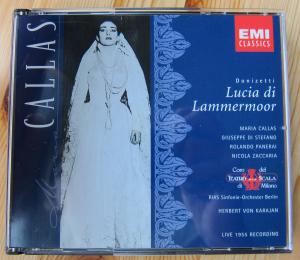 CALLAS
EMI
CLASSICS
Donizetti
Lucia di
Lammermoor
MARIA CALLAS
GIUSEPPE DI STEFANO
ROLANDO PANERAI
NICOLA ZACCARIA
Coro del
TEATRO ALLA SCALA
di Milano
RIAS Sinfonie-Orchester Berlin
HERBERT VON KARAJAN
LIVE 1955 RECORDING